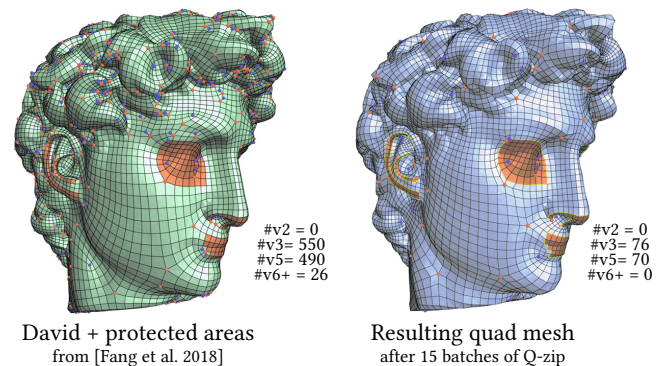 #v2 = 0
#v3= 550
#v5= 490
#v6+ = 26
#v2 = 0
#v3= 76
#v5= 70
#v6+ = 0
David + protected areas
from [Fang et al. 2018]
Resulting quad mesh
after 15 batches of Q-zip